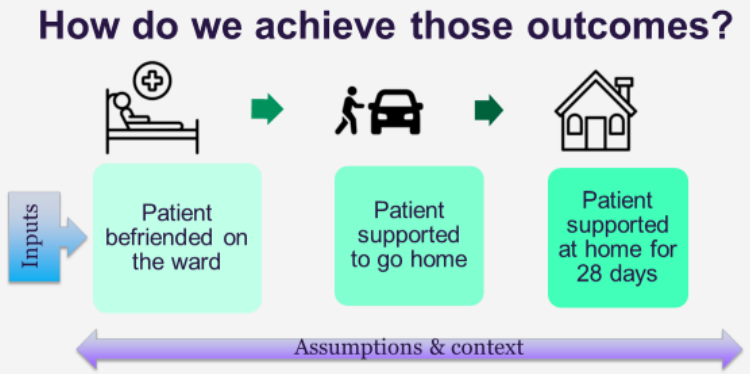 How do we achieve those outcomes?
Inputs
Patient
befriended on
the ward
Patient
supported
to go home
Patient
supported
at home for
28 days
Assumptions & context